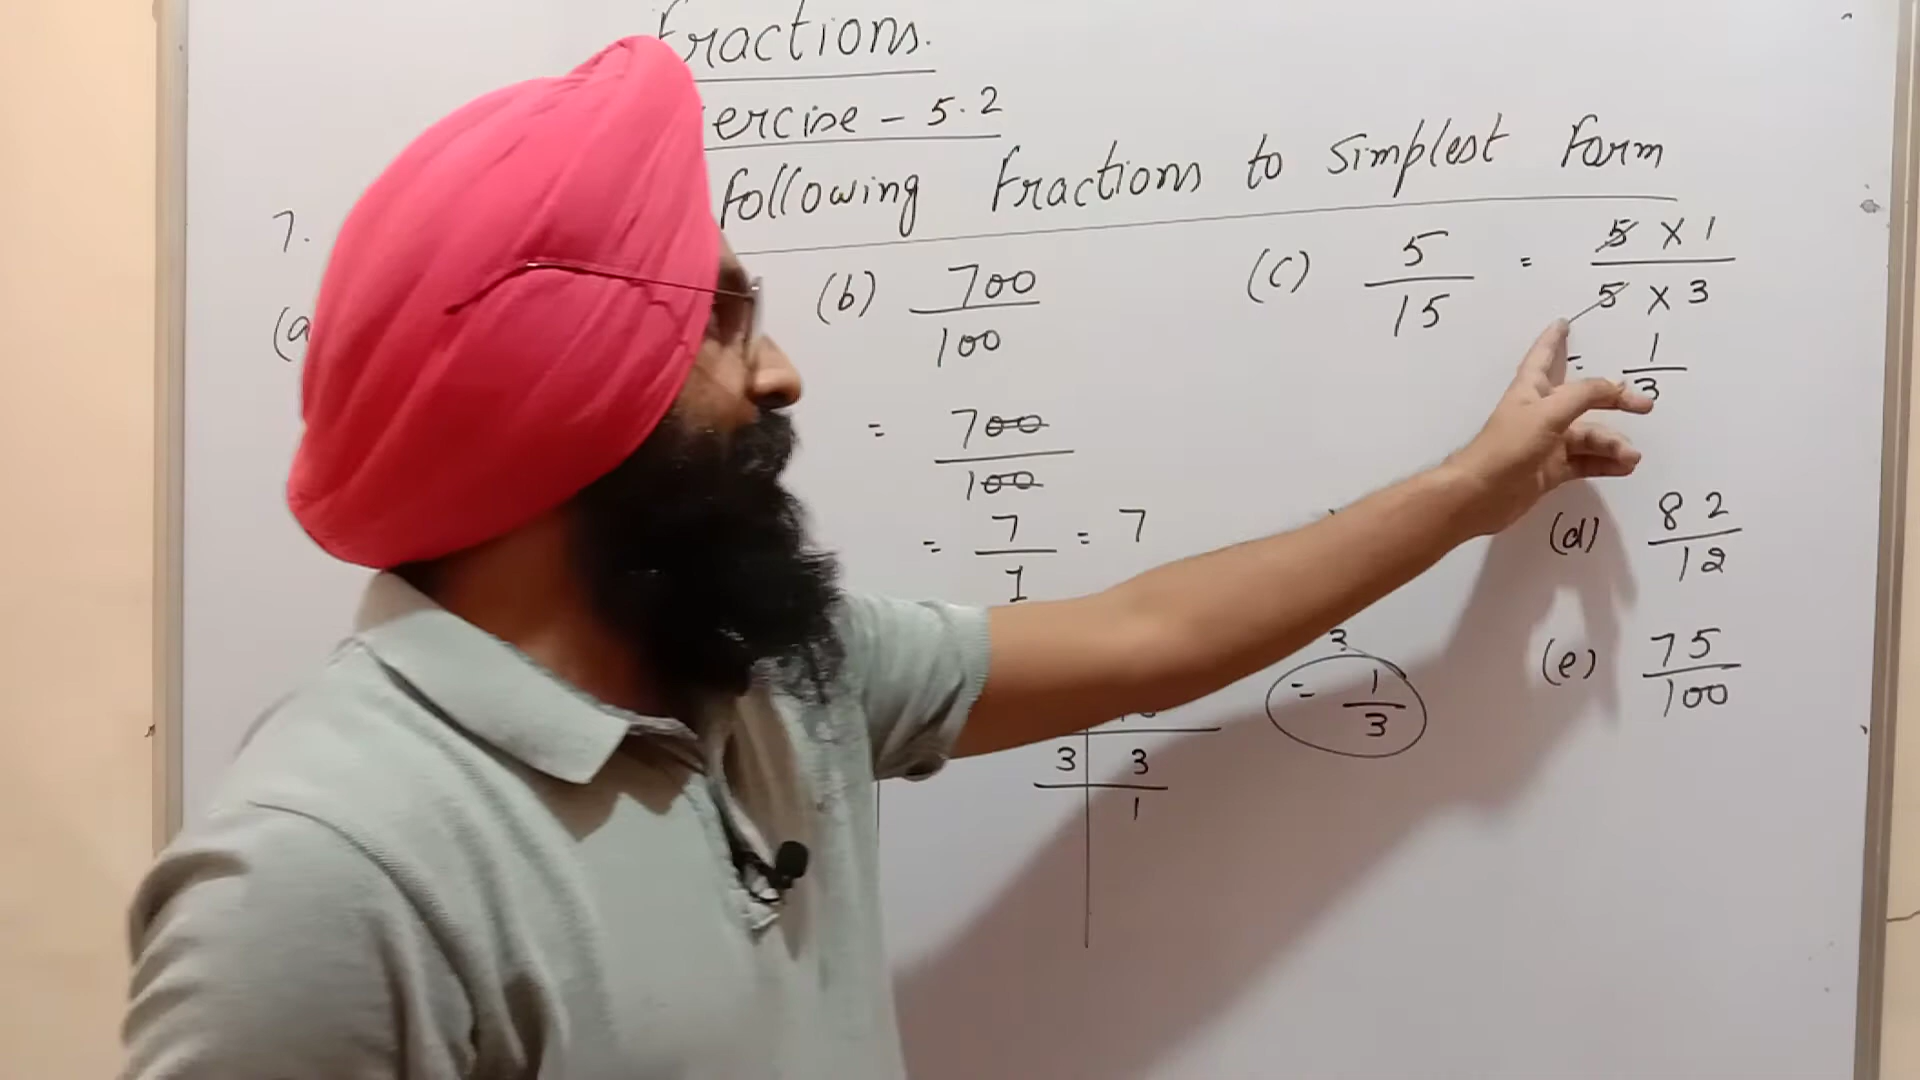 Fractions.
ercise - 5.2
7. following Fractions to Simplest Form
(a
(b) 700/100
= 700/100
= 7/1 = 7
(c) 5/15 = 5 X 1/5 X 3
= 1/3
3
= 1/3
3 | 3
1
(d) 82/12
(e) 75/100